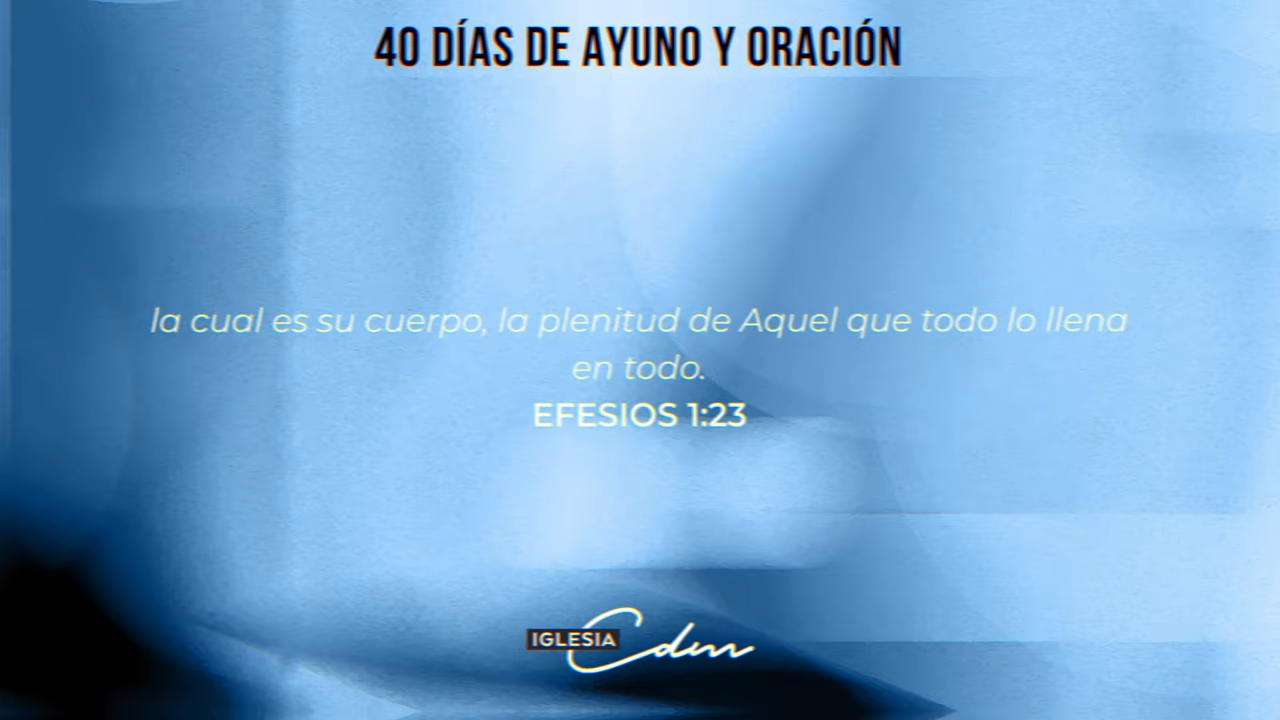 40 DÍAS DE AYUNO Y ORACIÓN
la cual es su cuerpo, la plenitud de Aquel que todo lo llena
en todo.
EFESIOS 1:23
IGLESIA Cdm